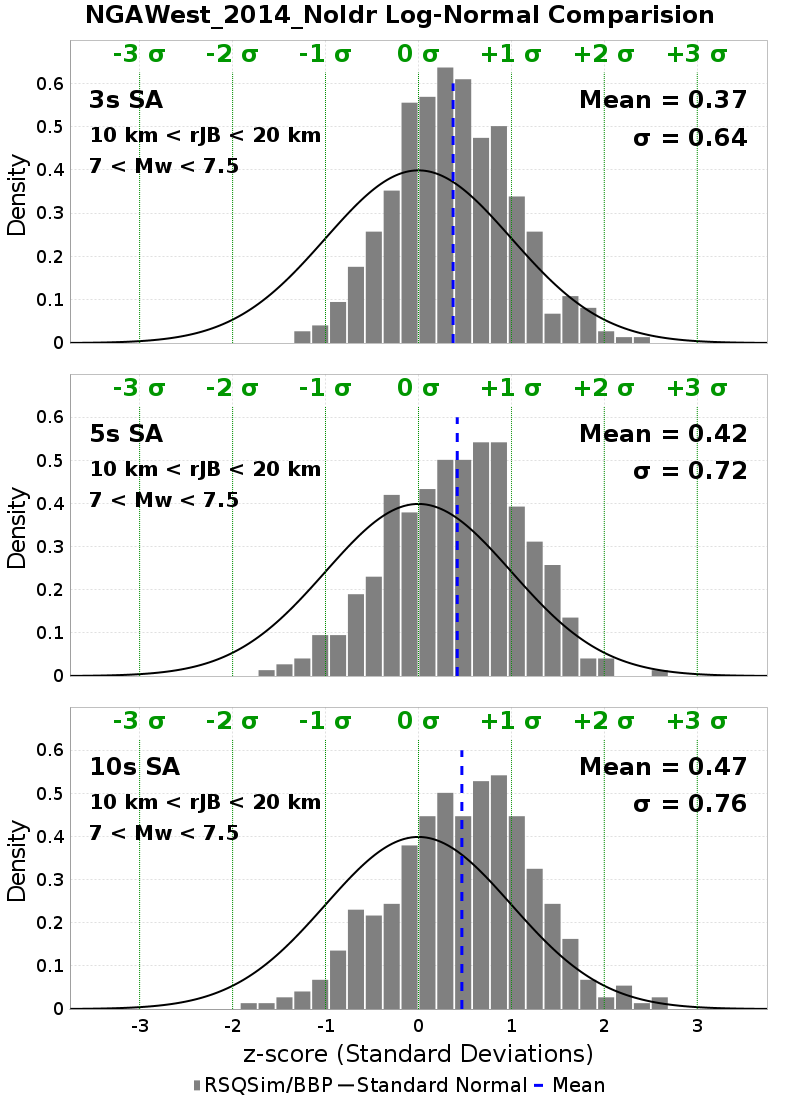 NGAWest_2014_NoIdr Log-Normal Comparision
-3 σ -2 σ -1 σ 0 σ +1 σ +2 σ +3 σ
3s SA Mean = 0.37
10 km < rJB < 20 km σ = 0.64
7 < Mw < 7.5
0.6
0.5
0.4
0.3
0.2
0.1
0
Density
-3 σ -2 σ -1 σ 0 σ +1 σ +2 σ +3 σ
5s SA Mean = 0.42
10 km < rJB < 20 km σ = 0.72
7 < Mw < 7.5
0.6
0.5
0.4
0.3
0.2
0.1
0
Density
-3 σ -2 σ -1 σ 0 σ +1 σ +2 σ +3 σ
10s SA Mean = 0.47
10 km < rJB < 20 km σ = 0.76
7 < Mw < 7.5
0.6
0.5
0.4
0.3
0.2
0.1
0
Density
-3 -2 -1 0 1 2 3
z-score (Standard Deviations)
RSQSim/BBP Standard Normal Mean